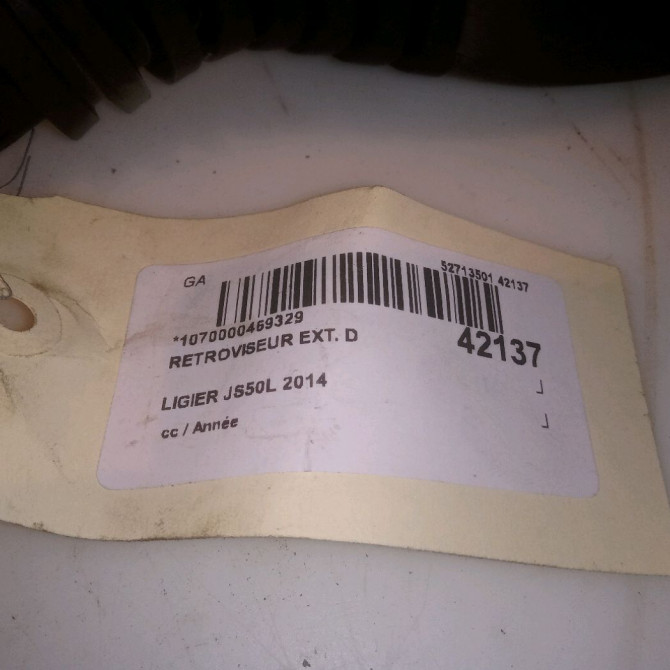 GA
52713501 42137
*1070000469329
RETROVISEUR EXT. D
42137
LIGIER JS50L 2014
cc / Année